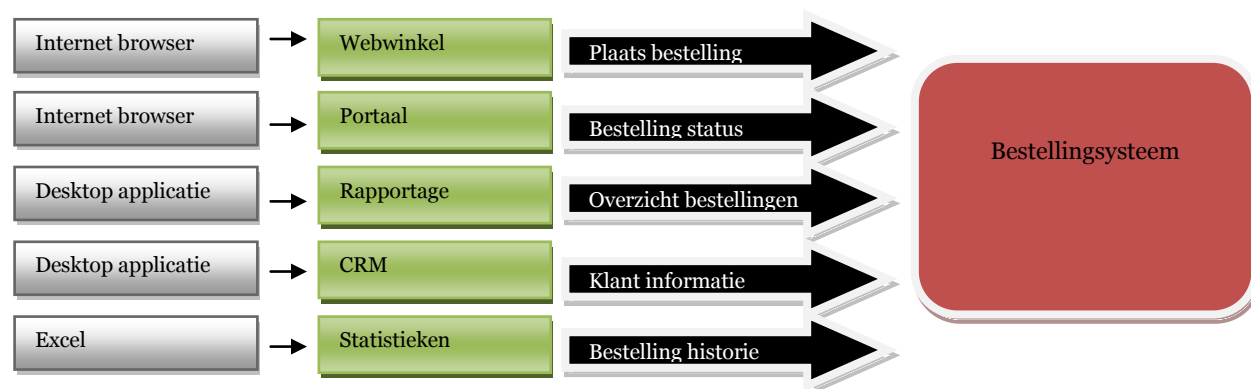 Internet browser
Webwinkel
Plaats bestelling
Internet browser
Portaal
Bestelling status
Bestellingsysteem
Desktop applicatie
Rapportage
Overzicht bestellingen
Desktop applicatie
CRM
Klant informatie
Excel
Statistieken
Bestelling historie